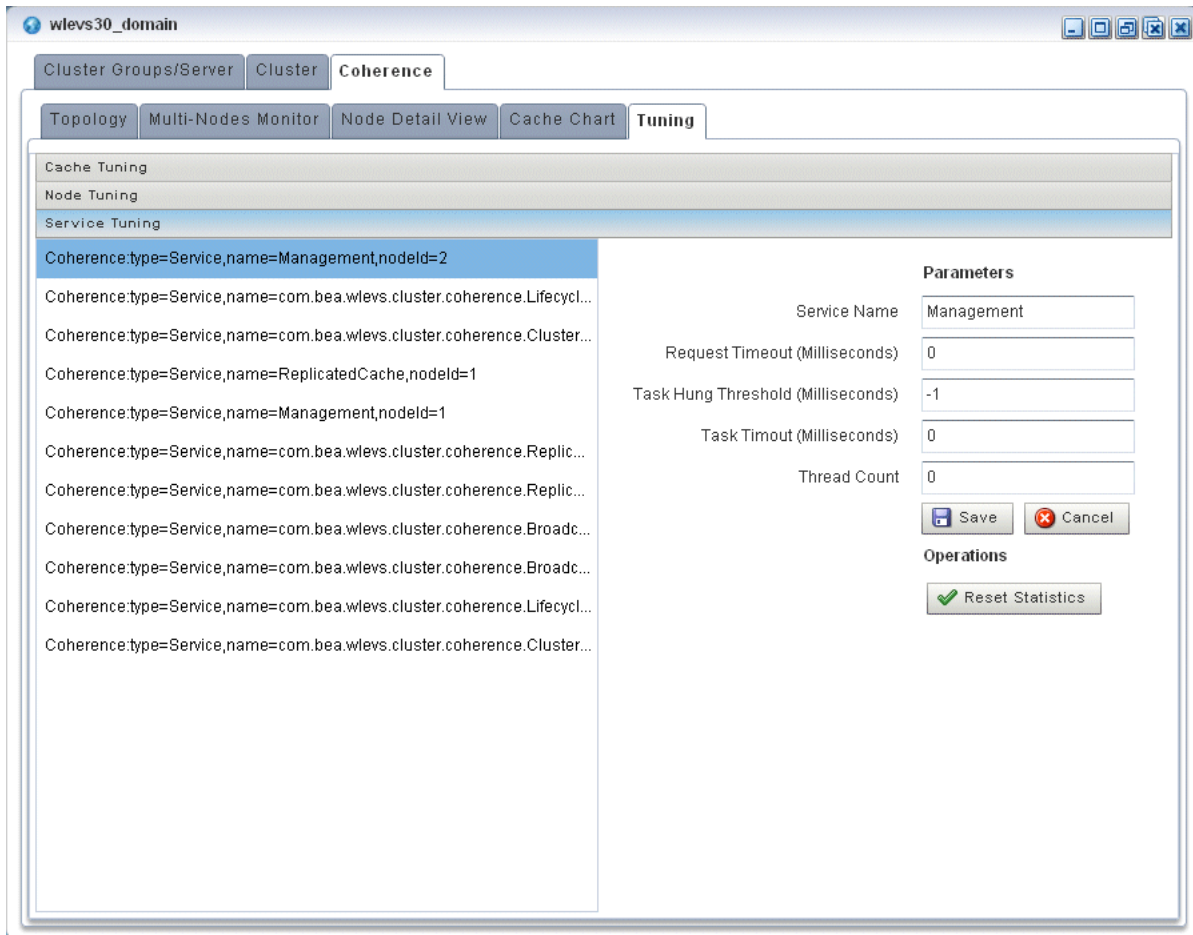 wlevs30_domain
Cluster Groups/Server Cluster Coherence
Topology Multi-Nodes Monitor Node Detail View Cache Chart Tuning
Cache Tuning
Node Tuning
Service Tuning
Coherence:type=Service,name=Management,nodeId=2
Coherence:type=Service,name=com.bea.wlevs.cluster.coherence.Lifecycl...
Coherence:type=Service,name=com.bea.wlevs.cluster.coherence.Cluster...
Coherence:type=Service,name=ReplicatedCache,nodeId=1
Coherence:type=Service,name=Management,nodeId=1
Coherence:type=Service,name=com.bea.wlevs.cluster.coherence.Replic...
Coherence:type=Service,name=com.bea.wlevs.cluster.coherence.Replic...
Coherence:type=Service,name=com.bea.wlevs.cluster.coherence.Broadc...
Coherence:type=Service,name=com.bea.wlevs.cluster.coherence.Broadc...
Coherence:type=Service,name=com.bea.wlevs.cluster.coherence.Lifecycl...
Coherence:type=Service,name=com.bea.wlevs.cluster.coherence.Cluster...
Parameters
Service Name Management
Request Timeout (Milliseconds) 0
Task Hung Threshold (Milliseconds) -1
Task Timout (Milliseconds) 0
Thread Count 0
Save Cancel
Operations
Reset Statistics